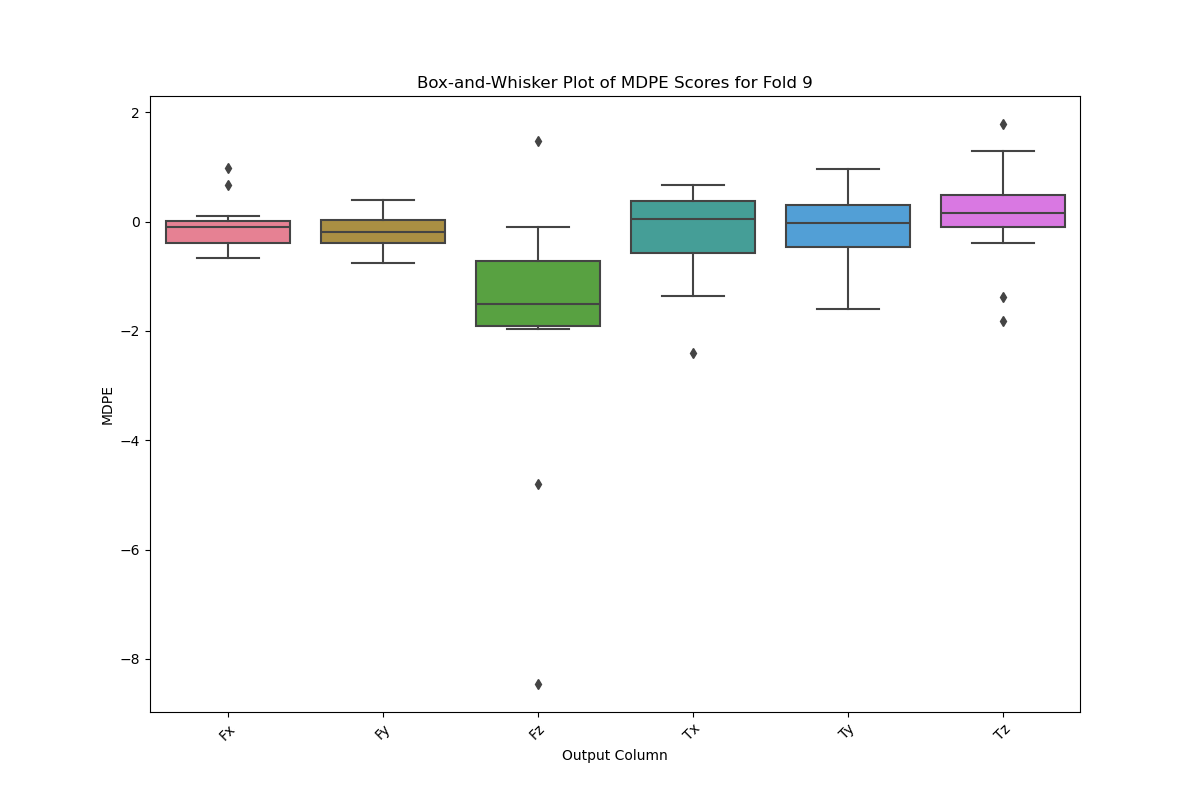 Box-and-Whisker Plot of MDPE Scores for Fold 9
2
0
−2
−4
−6
−8
MDPE
Fx
Fy
Fz
Tx
Ty
Tz
Output Column